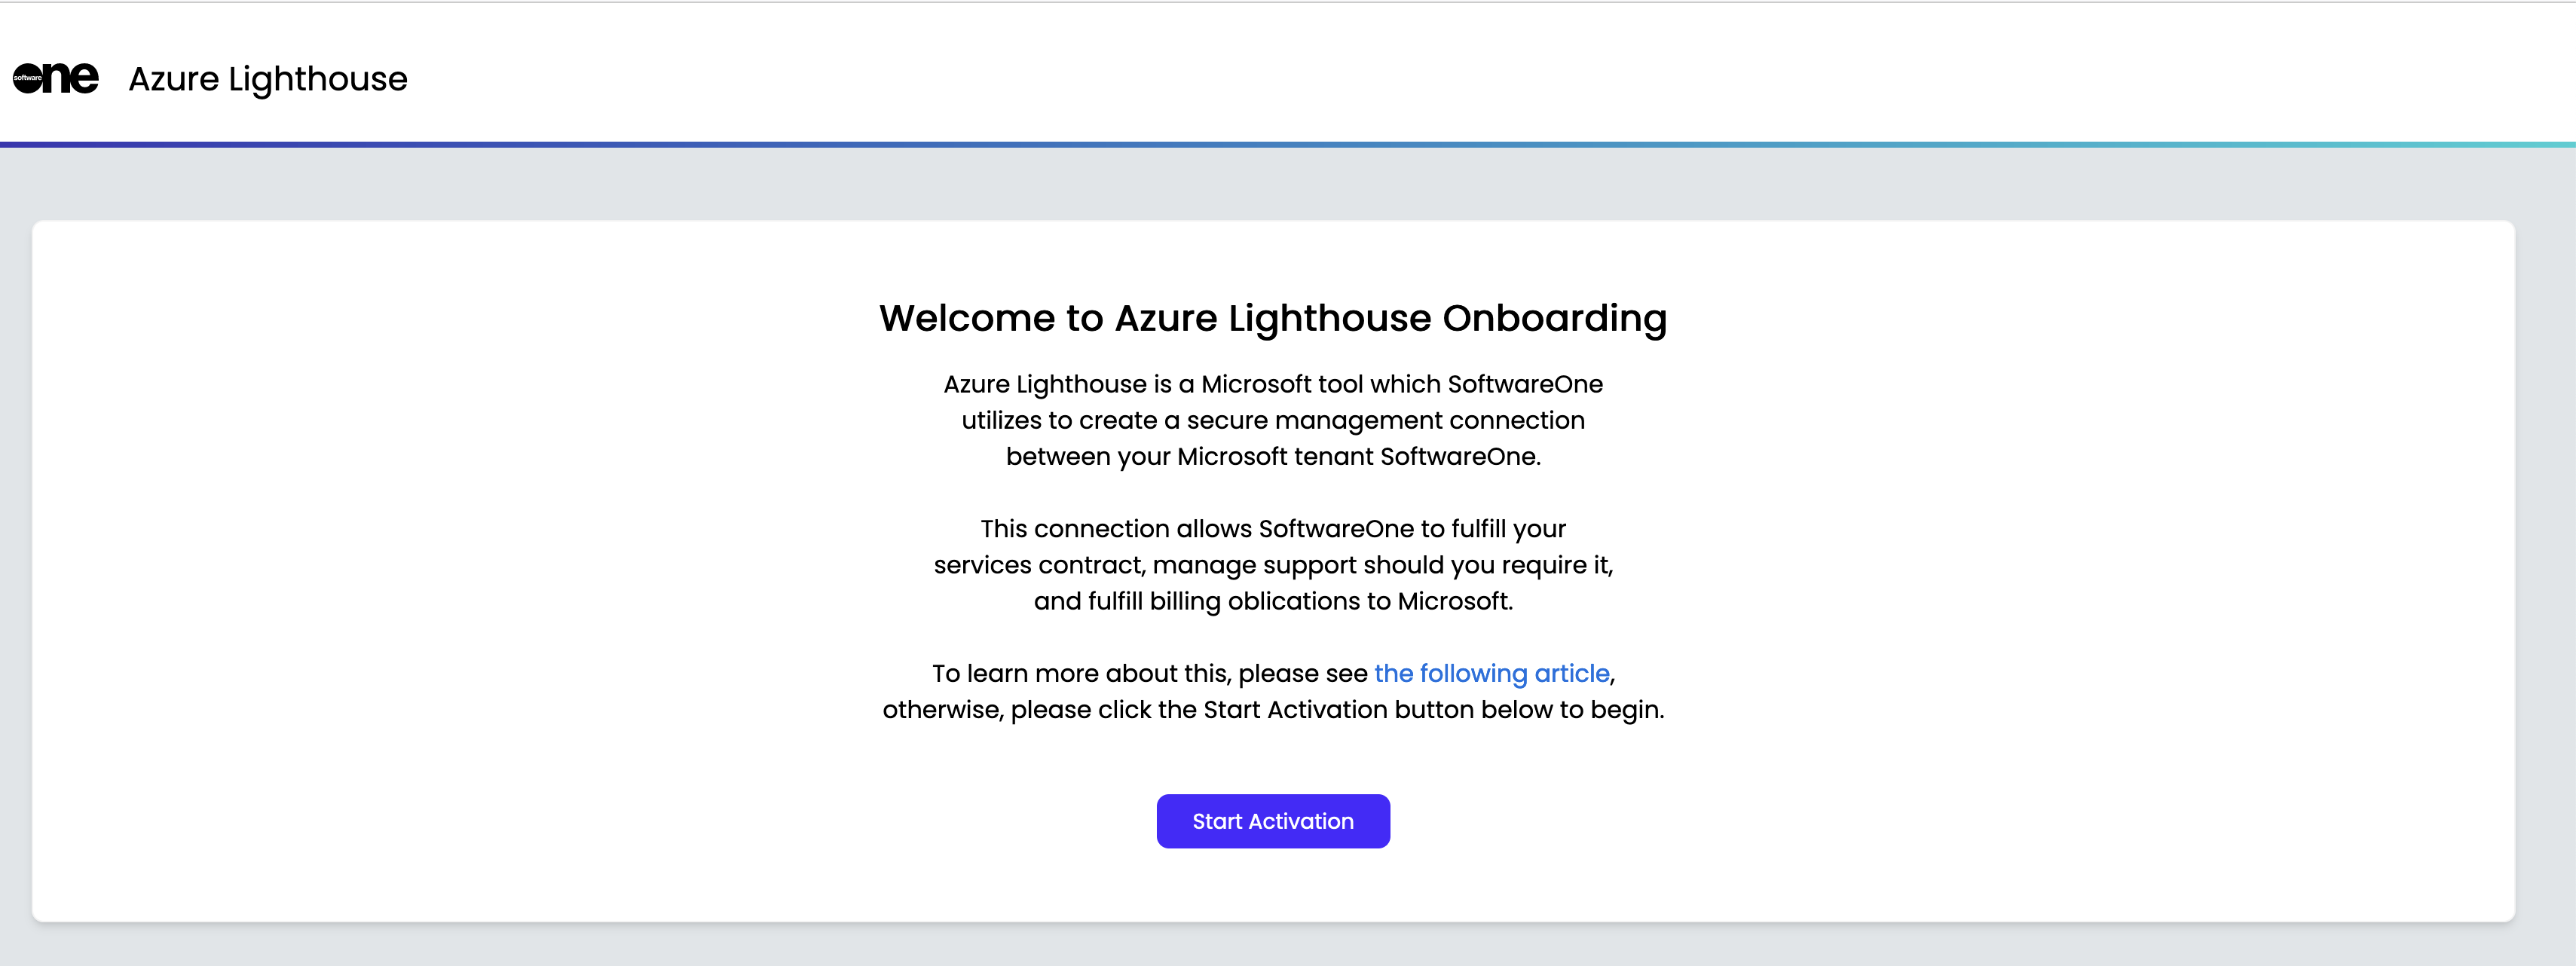 software one Azure Lighthouse
Welcome to Azure Lighthouse Onboarding
Azure Lighthouse is a Microsoft tool which SoftwareOne
utilizes to create a secure management connection
between your Microsoft tenant SoftwareOne.
This connection allows SoftwareOne to fulfill your
services contract, manage support should you require it,
and fulfill billing oblications to Microsoft.
To learn more about this, please see the following article,
otherwise, please click the Start Activation button below to begin.
Start Activation